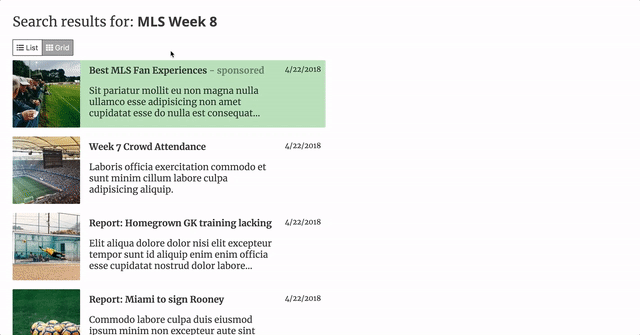 Search results for: MLS Week 8
List Grid
Best MLS Fan Experiences - sponsored 4/22/2018
Sit pariatur mollit eu non magna nulla
ullamco esse adipisicing non amet
cupidatat esse do nulla est consequat...
Week 7 Crowd Attendance 4/22/2018
Laboris officia exercitation commodo et
sunt minim cillum labore culpa
adipisicing aliquip.
Report: Homegrown GK training lacking 4/22/2018
Elit aliqua dolore dolor nisi elit excepteur
tempor sunt id aliquip enim enim officia
esse cupidatat nostrud dolor labore...
Report: Miami to sign Rooney 4/22/2018
Commodo labore culpa duis eiusmod
ipsum minim non excepteur aute sint